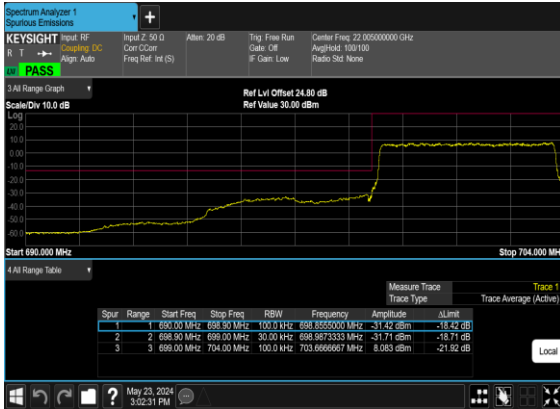 Spectrum Analyzer 1
Spurious Emissions
+
KEYSIGHT Input: RF Input Z: 50 Ω Atten: 20 dB Trig: Free Run Center Freq: 22.005000000 GHz
R T Coupling: DC Corr CCorr Gate: Off Avg|Hold: 100/100
Align: Auto Freq Ref: Int (S) IF Gain: Low Radio Std: None
PASS
3 All Range Graph
Ref Lvl Offset 24.80 dB
Scale/Div 10.0 dB Ref Value 30.00 dBm
Log
20.0
10.0
0.00
-10.0
-20.0
-30.0
-40.0
-50.0
-60.0
Start 690.000 MHz Stop 704.000 MHz
4 All Range Table
Measure Trace Trace 1
Trace Type Trace Average (Active)
Spur Range Start Freq Stop Freq RBW Frequency Amplitude ΔLimit
1 1 690.00 MHz 698.90 MHz 100.0 kHz 698.8555000 MHz -31.42 dBm -18.42 dB
2 2 698.90 MHz 699.00 MHz 30.00 kHz 698.9873333 MHz -31.71 dBm -18.71 dB
3 3 699.00 MHz 704.00 MHz 100.0 kHz 703.6666667 MHz 8.083 dBm -21.92 dB
Local
?
May 23, 2024
3:02:31 PM